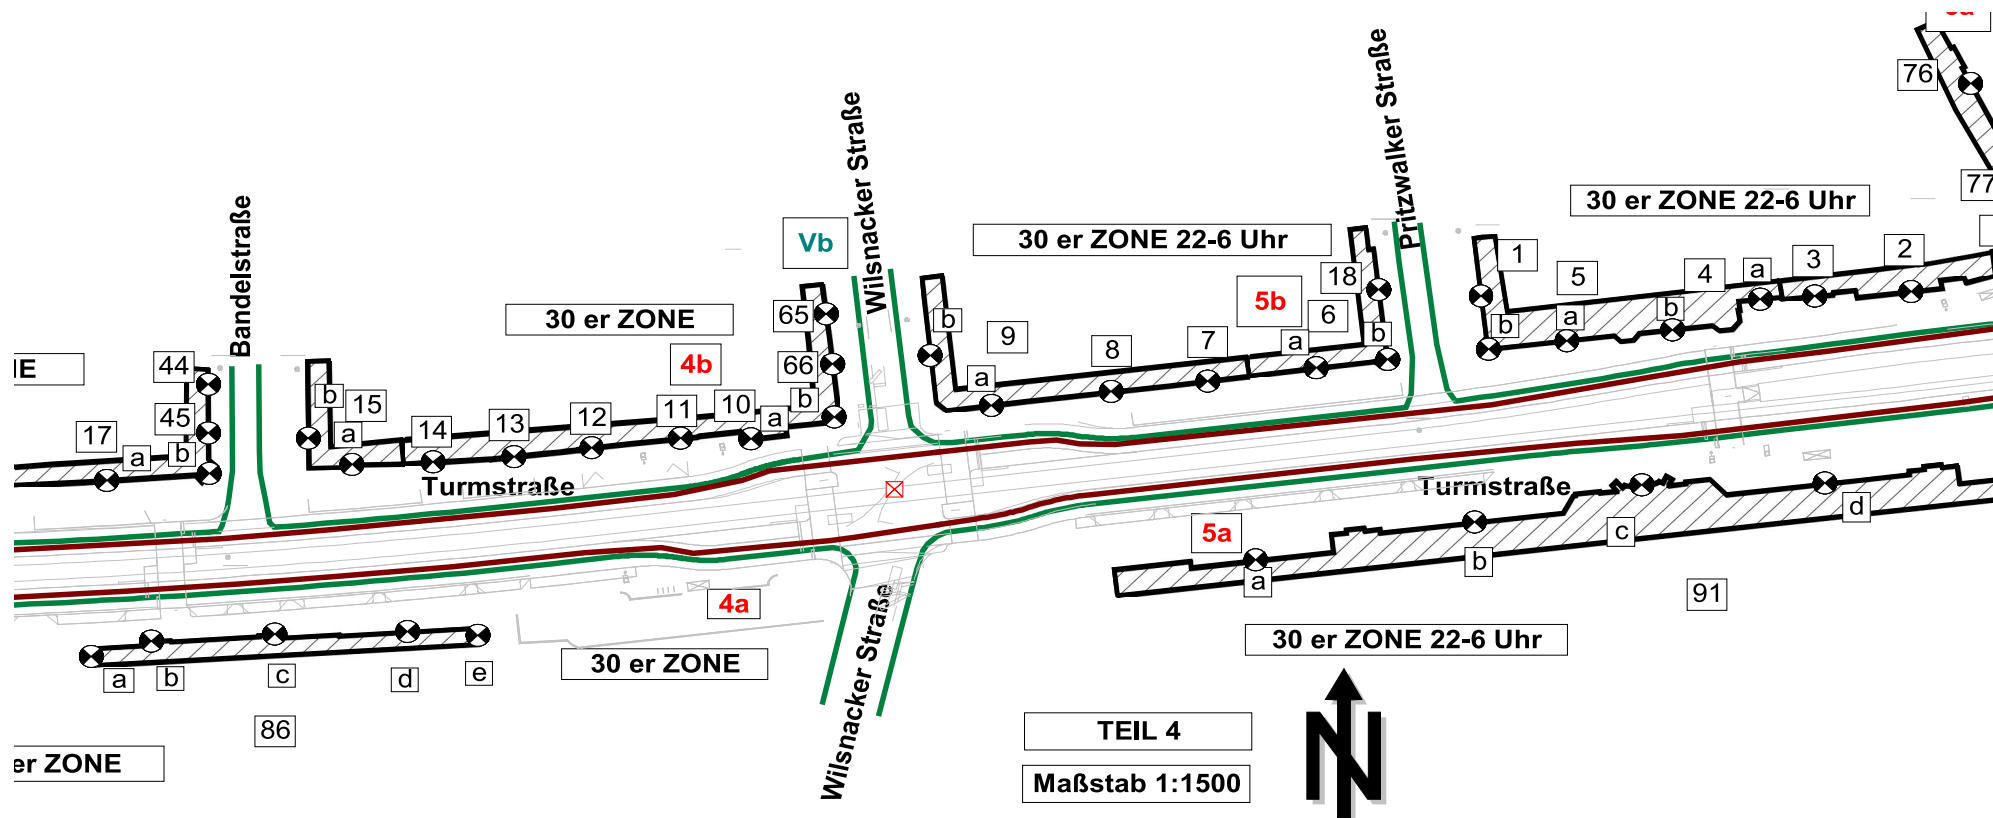 76
77
30 er ZONE 22-6 Uhr
Pritzwalker Straße
Wilsnacker Straße
Bandelstraße
Vb
30 er ZONE 22-6 Uhr
1
5
4
a
3
2
b
a
b
18
5b
6
b
a
30 er ZONE
65
b
9
8
7
a
4b
66
b
44
45
17
a
b
b
15
a
14
13
12
11
10
a
Turmstraße
Turmstraße
5a
a
b
c
d
91
4a
30 er ZONE 22-6 Uhr
30 er ZONE
Wilsnacker Straße
a
b
c
d
e
86
er ZONE
TEIL 4
Maßstab 1:1500
N